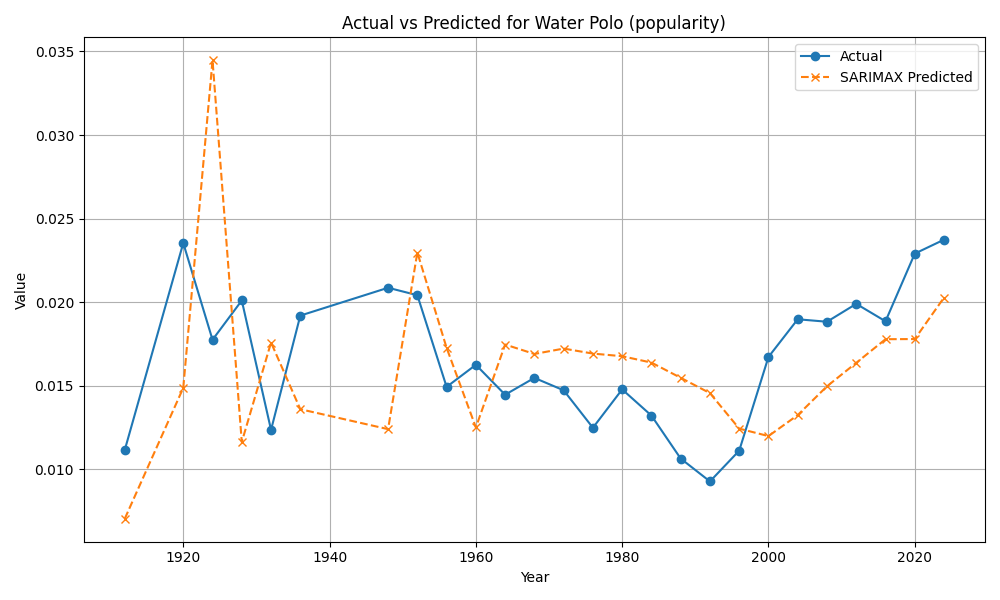 Actual vs Predicted for Water Polo (popularity)
Actual
SARIMAX Predicted
Value
0.035
0.030
0.025
0.020
0.015
0.010
1920 1940 1960 1980 2000 2020
Year